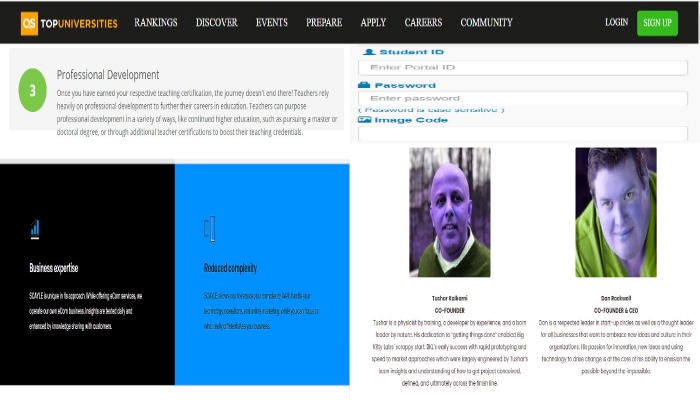 QS TOPUNIVERSITIES RANKINGS DISCOVER EVENTS PREPARE APPLY CAREERS COMMUNITY LOGIN SIGN UP
3
Professional Development
Once you have earned your respective teaching certification, the journey doesn't end there! Teachers rely
heavily on professional development to further their careers in education. Teachers can purpose
professional development in a variety of ways, like continued higher education, such as pursuing a master or
doctoral degree, or through additional teacher certifications to boost their teaching credentials.
Student ID
Enter Portal ID
Password
Enter password
( Password is case sensitive )
Image Code
Business expertise
SCAYLE is unique in its approach. While offering eCom services, we
operate our own eCom business. Insights are tested daily and
enhanced by knowledge sharing with customers.
Reduced complexity
SCAYLE allows you to reduce your complexity. We handle your
technology, operations, and online marketing, while you can focus on
what really differentiates you business.
Tushar Kulkarni
CO-FOUNDER
Tushar is a physicist by training, a developer by experience, and a born
leader by nature. His dedication to "getting things done" enabled Big
Kitty Labs' scrappy start. BKL's early success with rapid prototyping and
speed to market approaches which were largely engineered by Tushar's
keen insights and understanding of how to get project conceived,
defined, and ultimately across the finish line.
Dan Rockwell
CO-FOUNDER & CEO
Dan is a respected leader in start-up circles as well as a thought leader
for all businesses that want to embrace new ideas and culture in their
organizations. His passion for innovation, new ideas and using
technology to drive change is at the core of his ability to envision the
possible beyond the impossible.